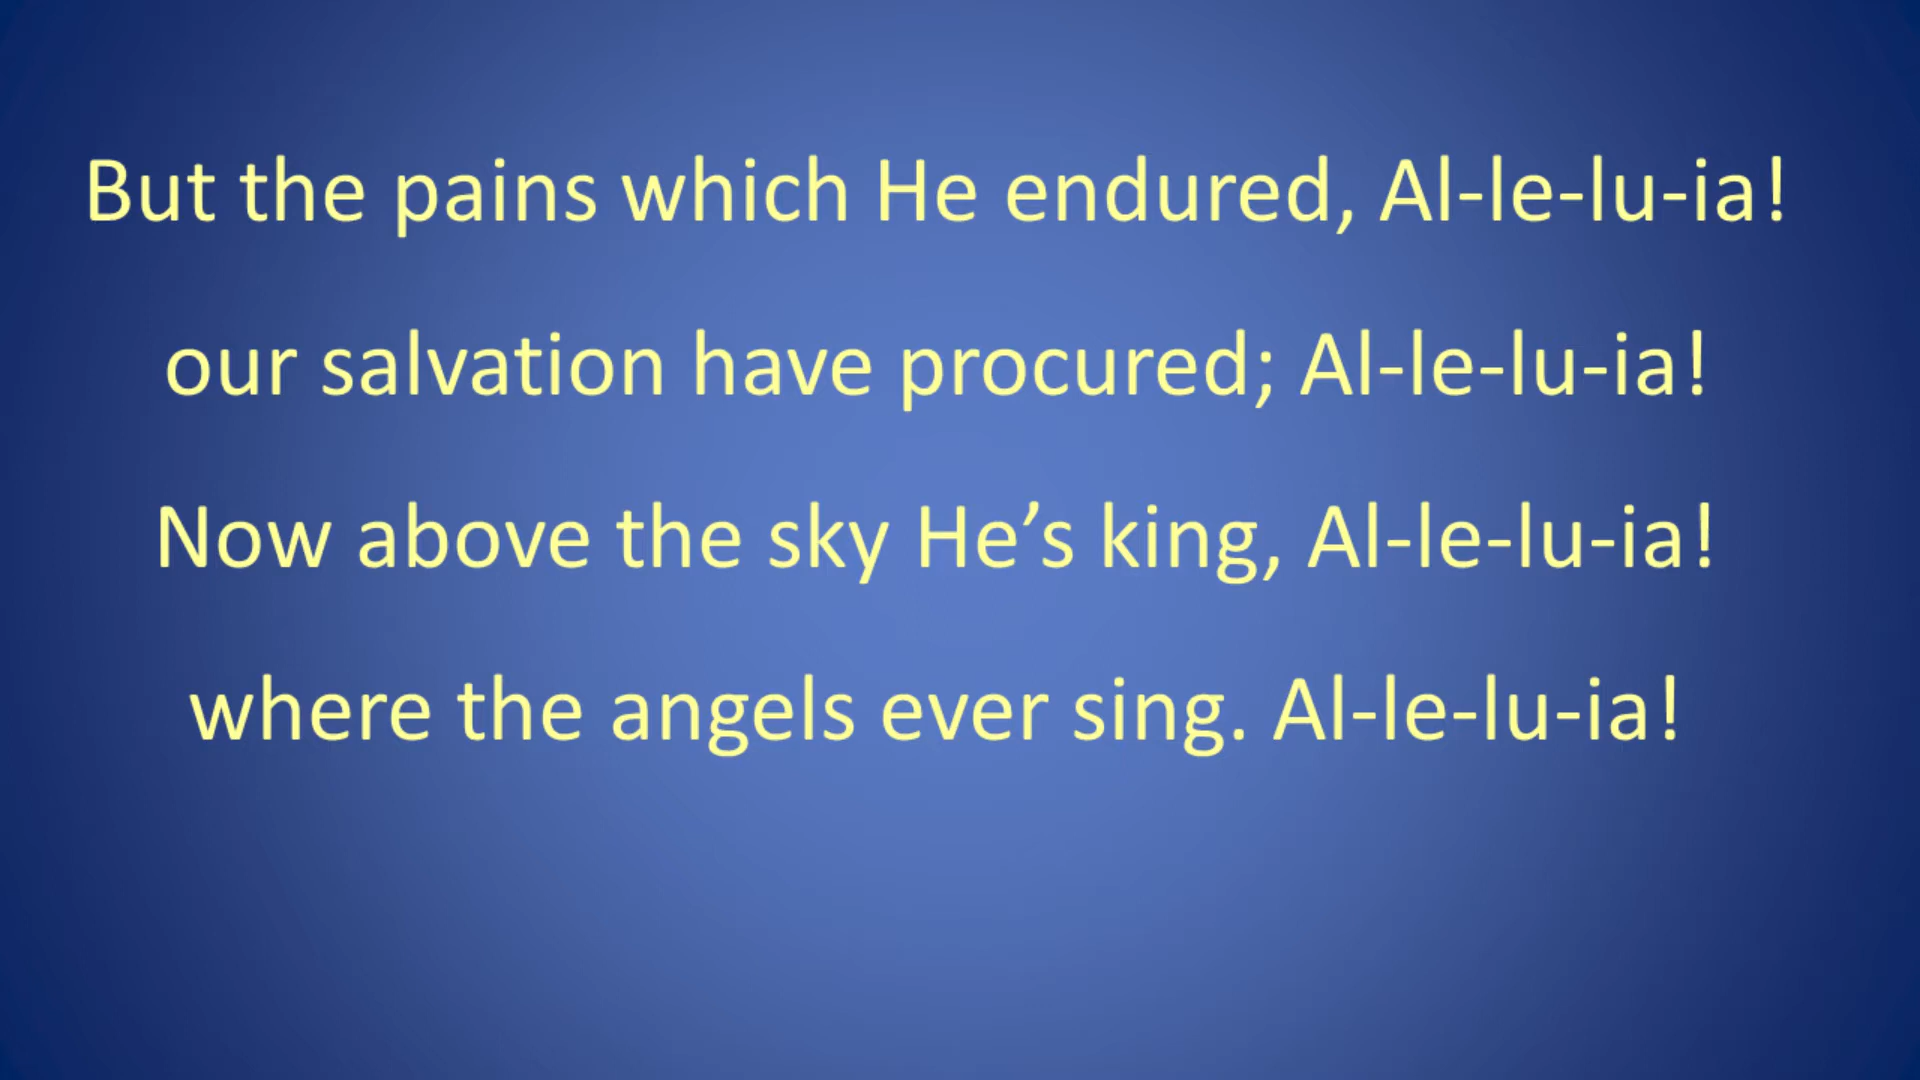 But the pains which He endured, Al-le-lu-ia!
our salvation have procured; Al-le-lu-ia!
Now above the sky He’s king, Al-le-lu-ia!
where the angels ever sing. Al-le-lu-ia!